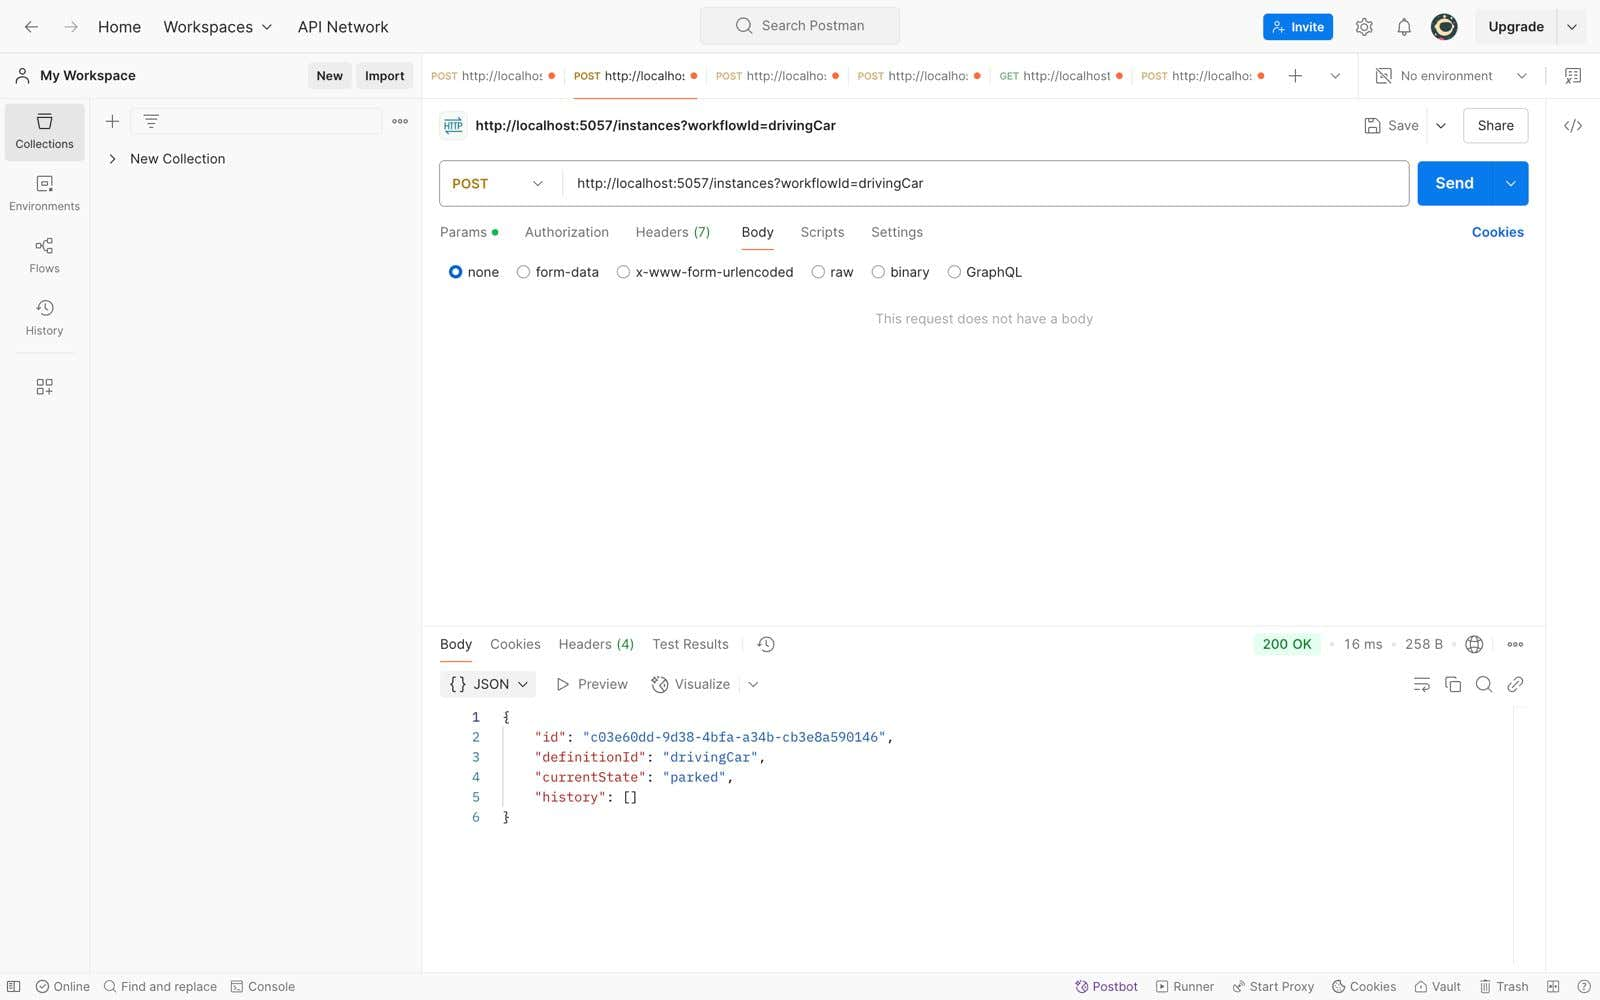 Home Workspaces API Network Search Postman Invite Upgrade
My Workspace New Import POST http://localhos: POST http://localho: POST http://localho: POST http://localho: GET http://localhost POST http://localho: No environment
Collections
Environments
Flows
History
New Collection
HTTP http://localhost:5057/instances?workflowId=drivingCar Save Share
POST http://localhost:5057/instances?workflowId=drivingCar Send
Params Authorization Headers (7) Body Scripts Settings Cookies
none form-data x-www-form-urlencoded raw binary GraphQL
This request does not have a body
Body Cookies Headers (4) Test Results 200 OK 16 ms 258 B
{} JSON Preview Visualize
1 {
2 "id": "c03e60dd-9d38-4bfa-a34b-cb3e8a590146",
3 "definitionId": "drivingCar",
4 "currentState": "parked",
5 "history": []
6 }
Online Find and replace Console Postbot Runner Start Proxy Cookies Vault Trash